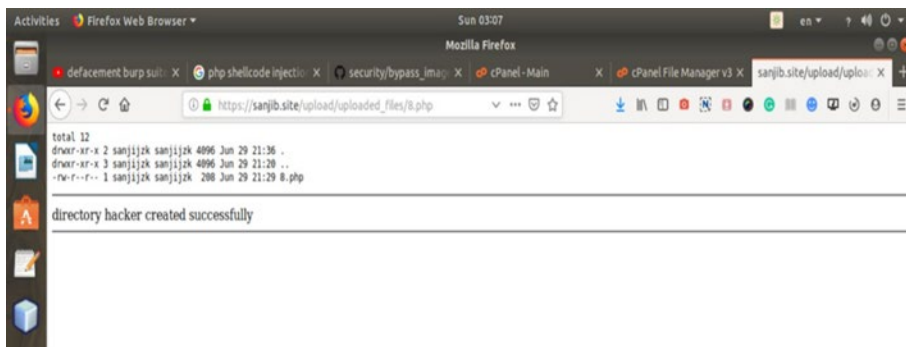 Activities Firefox Web Browser ▾ Sun 03:07 en ▾
Mozilla Firefox
defacement burp suit X php shellcode injectio X security/bypass_imag X cPanel - Main X cPanel File Manager v3 X sanjib.site/upload/uploa X +
https://sanjib.site/upload/uploaded_files/8.php
total 12
drwxr-xr-x 2 sanjijzk sanjijzk 4096 Jun 29 21:36 .
drwxr-xr-x 3 sanjijzk sanjijzk 4096 Jun 29 21:20 ..
-rw-r--r-- 1 sanjijzk sanjijzk 208 Jun 29 21:29 8.php
directory hacker created successfully